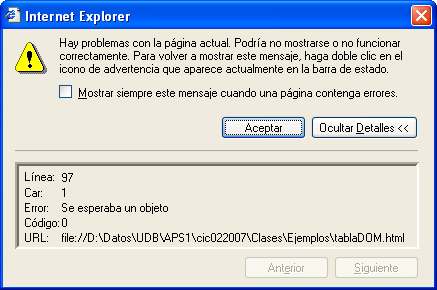 Internet Explorer
Hay problemas con la página actual. Podría no mostrarse o no funcionar
correctamente. Para volver a mostrar este mensaje, haga doble clic en el
icono de advertencia que aparece actualmente en la barra de estado.
Mostrar siempre este mensaje cuando una página contenga errores.
Aceptar Ocultar Detalles <<
Línea: 97
Car: 1
Error: Se esperaba un objeto
Código: 0
URL: file://D:\Datos\UDB\APS1\cic022007\Clases\Ejemplos\tablaDOM.html
Anterior Siguiente